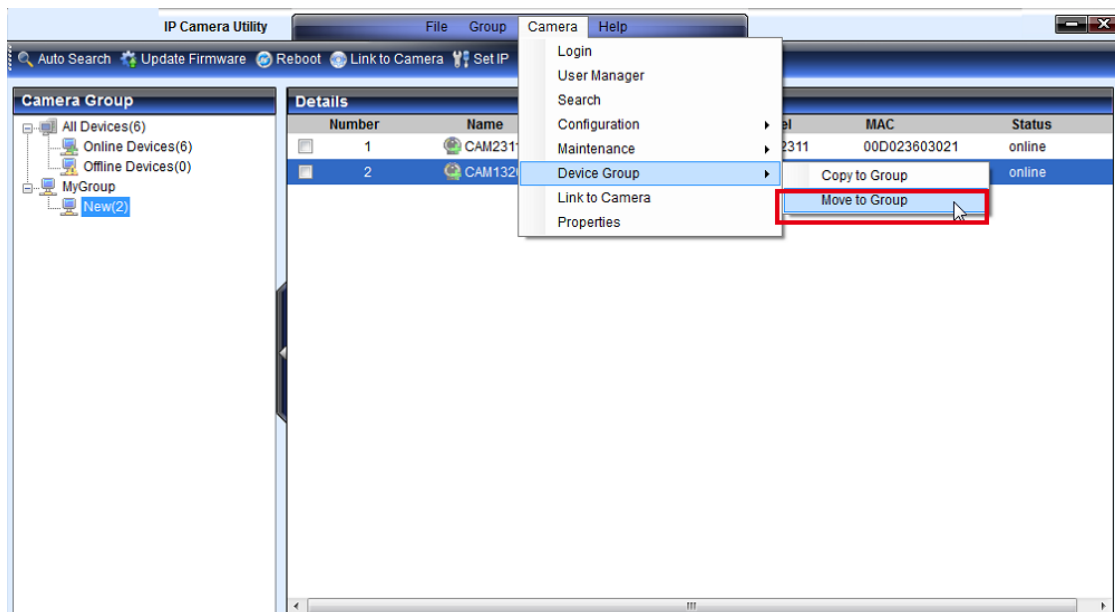 IP Camera Utility
File Group Camera Help
Auto Search Update Firmware Reboot Link to Camera Set IP
Login
User Manager
Search
Configuration
Maintenance
Device Group
Link to Camera
Properties
Copy to Group
Move to Group
Camera Group
All Devices(6)
Online Devices(6)
Offline Devices(0)
MyGroup
New(2)
Details
Number Name MAC Status
1 CAM231 2311 00D023603021 online
2 CAM132 online